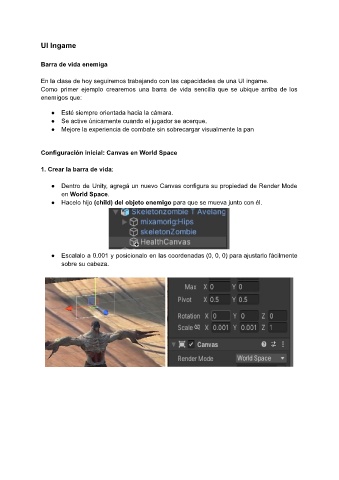 UI Ingame
Barra de vida enemiga
En la clase de hoy seguiremos trabajando con las capacidades de una UI ingame.
Como primer ejemplo crearemos una barra de vida sencilla que se ubique arriba de los
enemigos que:
● Esté siempre orientada hacia la cámara.
● Se active únicamente cuando el jugador se acerque.
● Mejore la experiencia de combate sin sobrecargar visualmente la pan
Configuración inicial: Canvas en World Space
1. Crear la barra de vida:
● Dentro de Unity, agregá un nuevo Canvas configura su propiedad de Render Mode
en World Space.
● Hacelo hijo (child) del objeto enemigo para que se mueva junto con él.
Skeletonzombie T Avelang
mixamorig:Hips
skeletonZombie
HealthCanvas
● Escalalo a 0.001 y posicionalo en las coordenadas (0, 0, 0) para ajustarlo fácilmente
sobre su cabeza.
Max X 0 Y 0
Pivot X 0.5 Y 0.5
Rotation X 0 Y 0 Z 0
Scale X 0.001 Y 0.001 Z 1
Canvas
Render Mode World Space